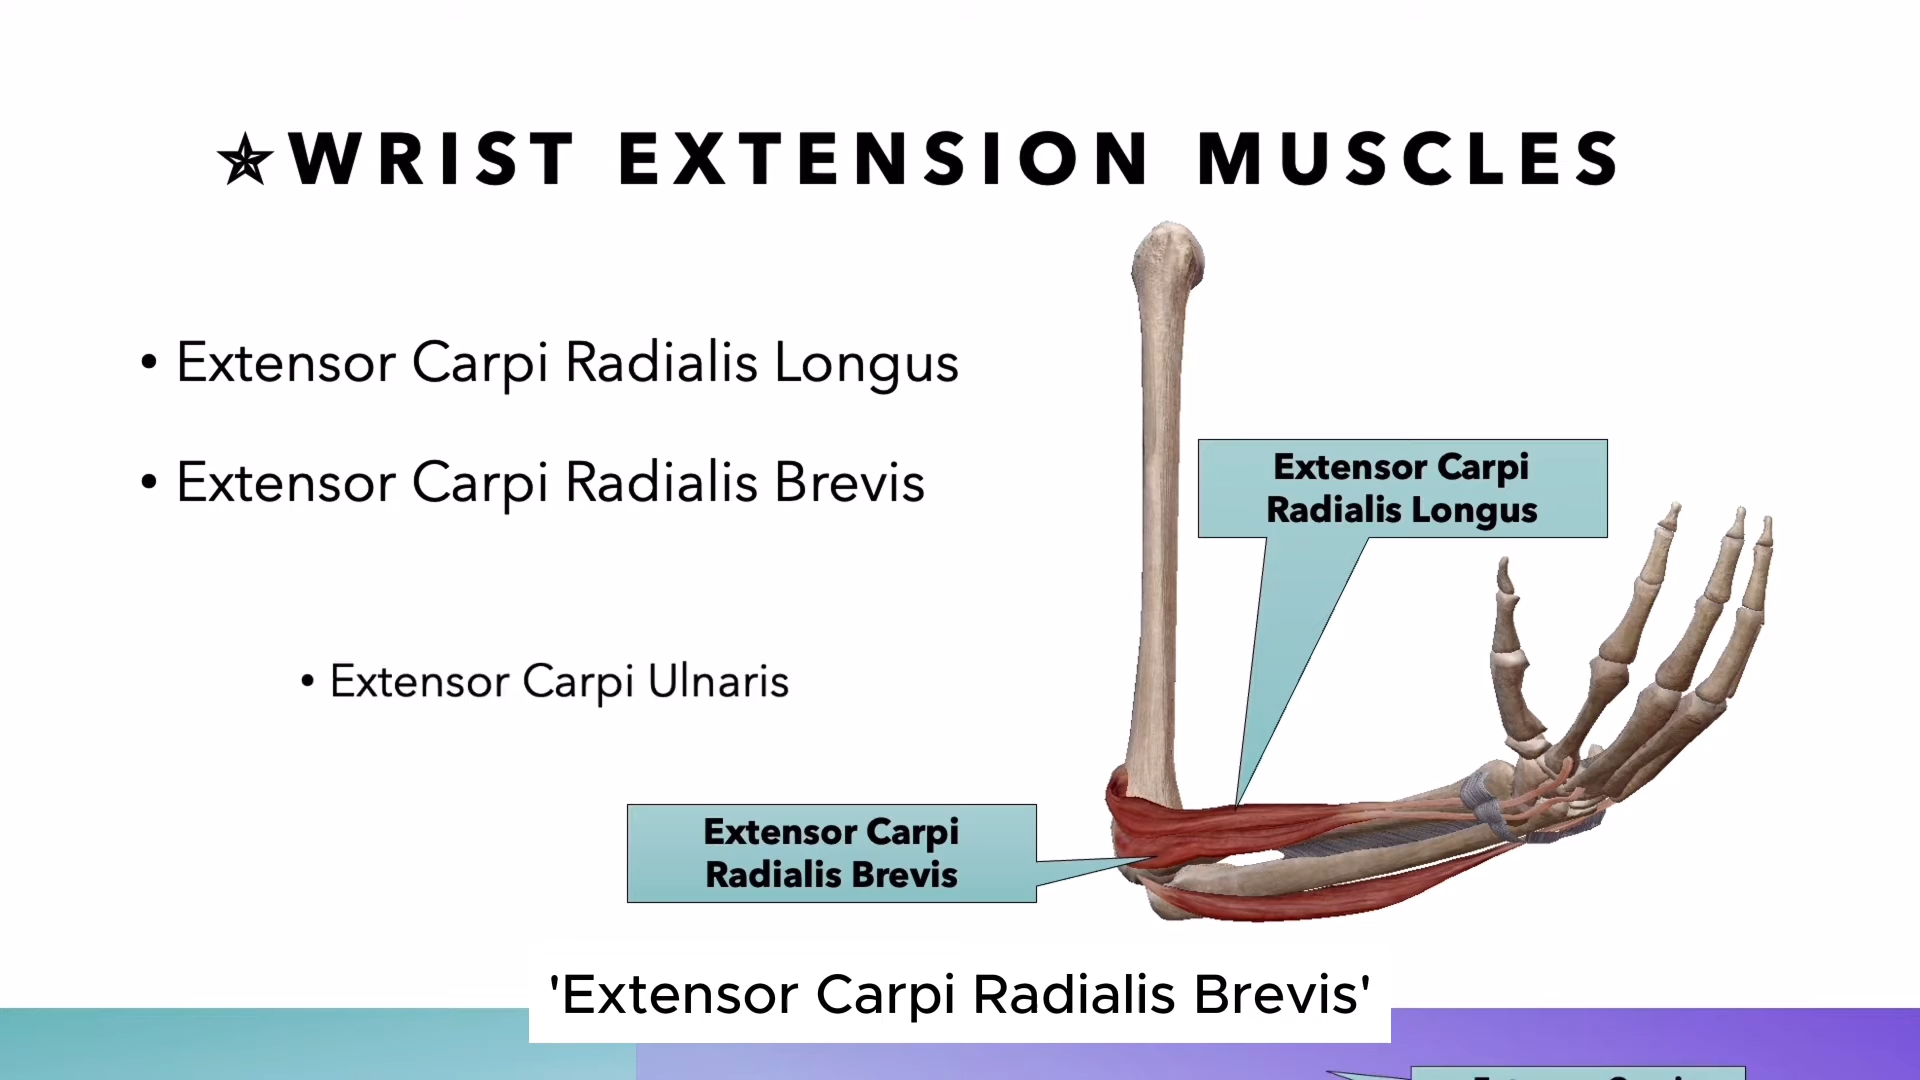 ✯WRIST EXTENSION MUSCLES
• Extensor Carpi Radialis Longus
• Extensor Carpi Radialis Brevis
• Extensor Carpi Ulnaris
Extensor Carpi
Radialis Longus
Extensor Carpi
Radialis Brevis
'Extensor Carpi Radialis Brevis'